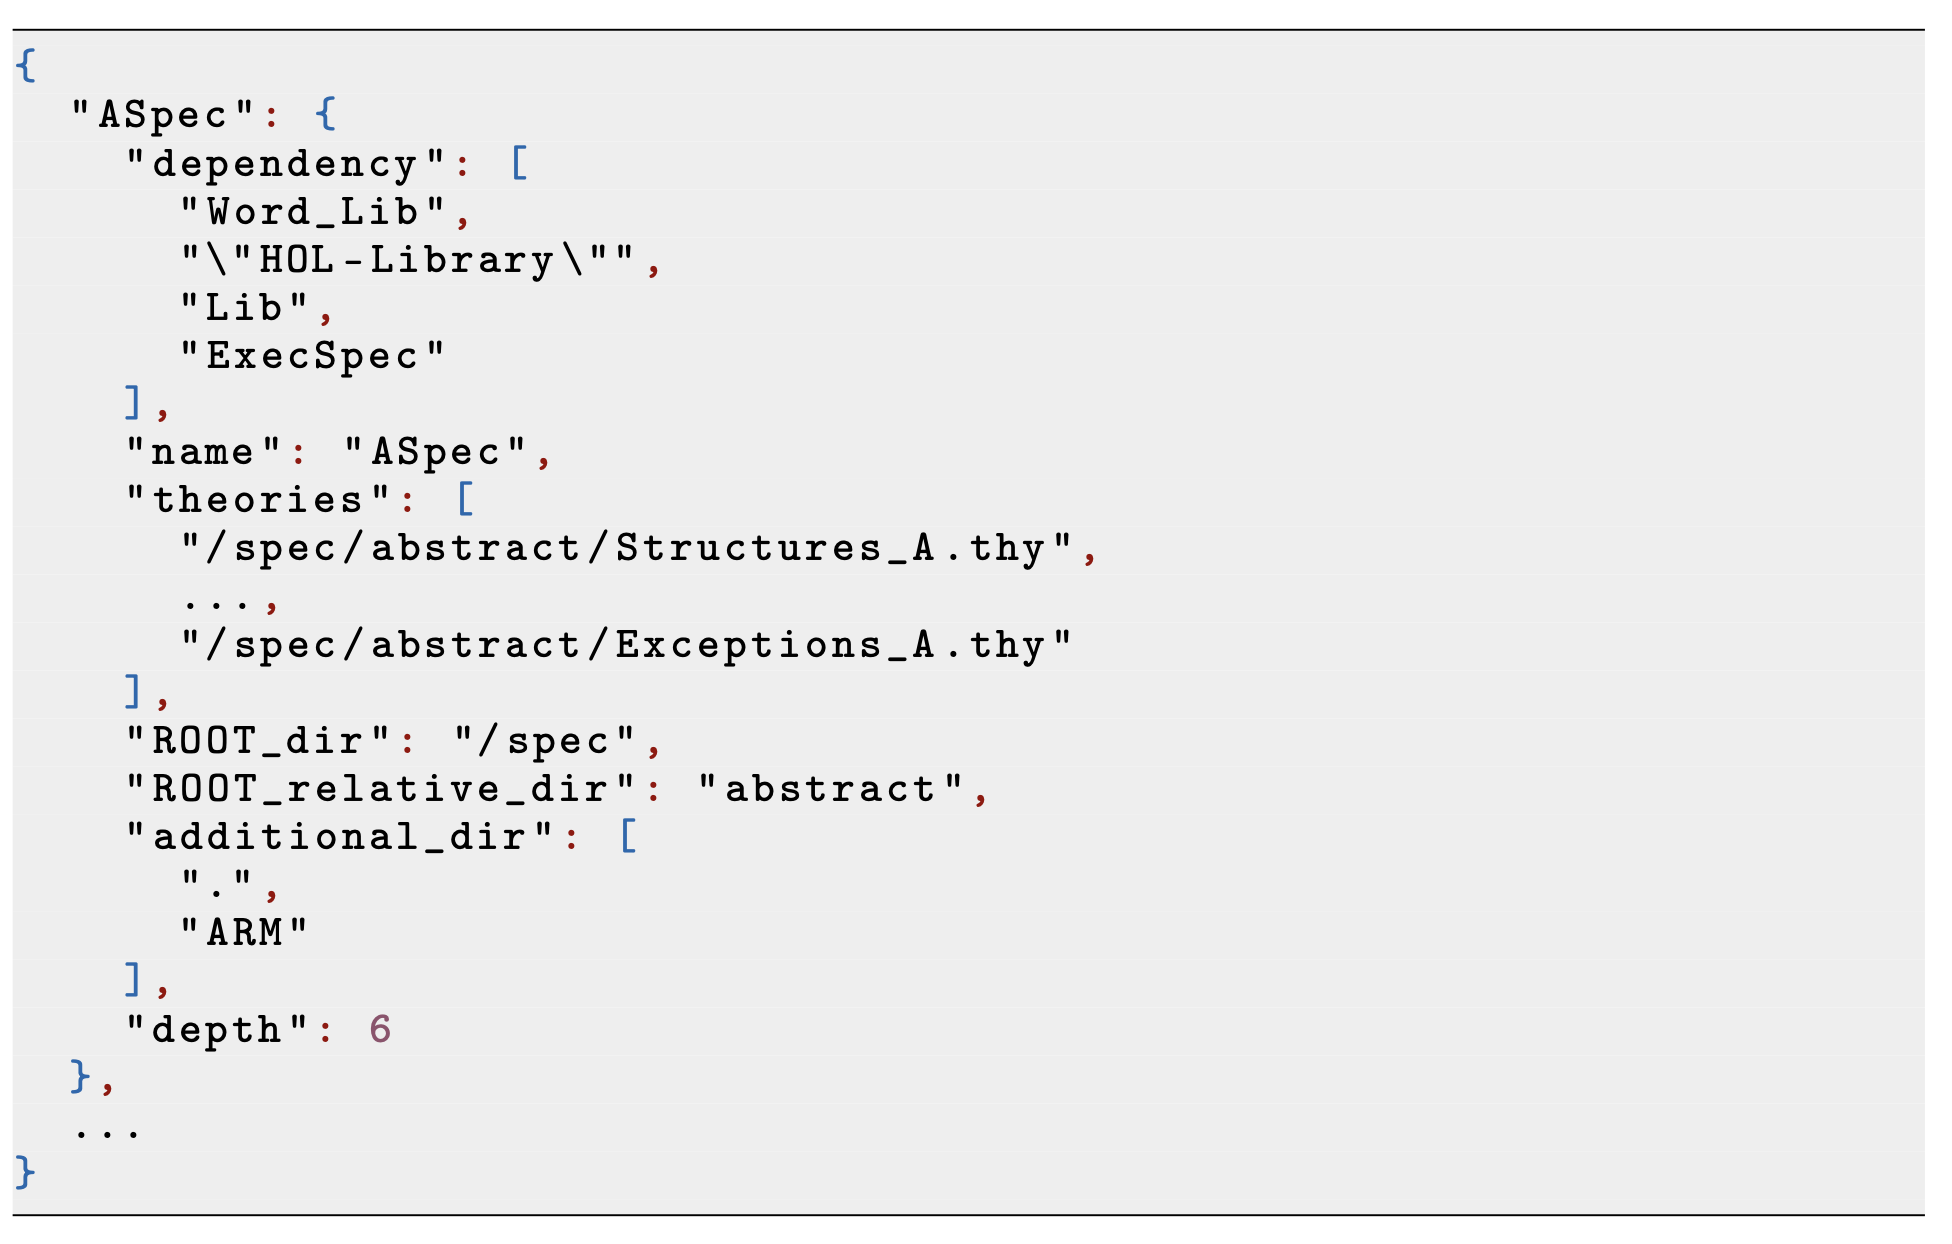 {
  "ASpec": {
    "dependency": [
      "Word_Lib",
      "\"HOL-Library\"",
      "Lib",
      "ExecSpec"
    ],
    "name": "ASpec",
    "theories": [
      "/spec/abstract/Structures_A.thy",
      ...,
      "/spec/abstract/Exceptions_A.thy"
    ],
    "ROOT_dir": "/spec",
    "ROOT_relative_dir": "abstract",
    "additional_dir": [
      ".",
      "ARM"
    ],
    "depth": 6
  },
  ...
}